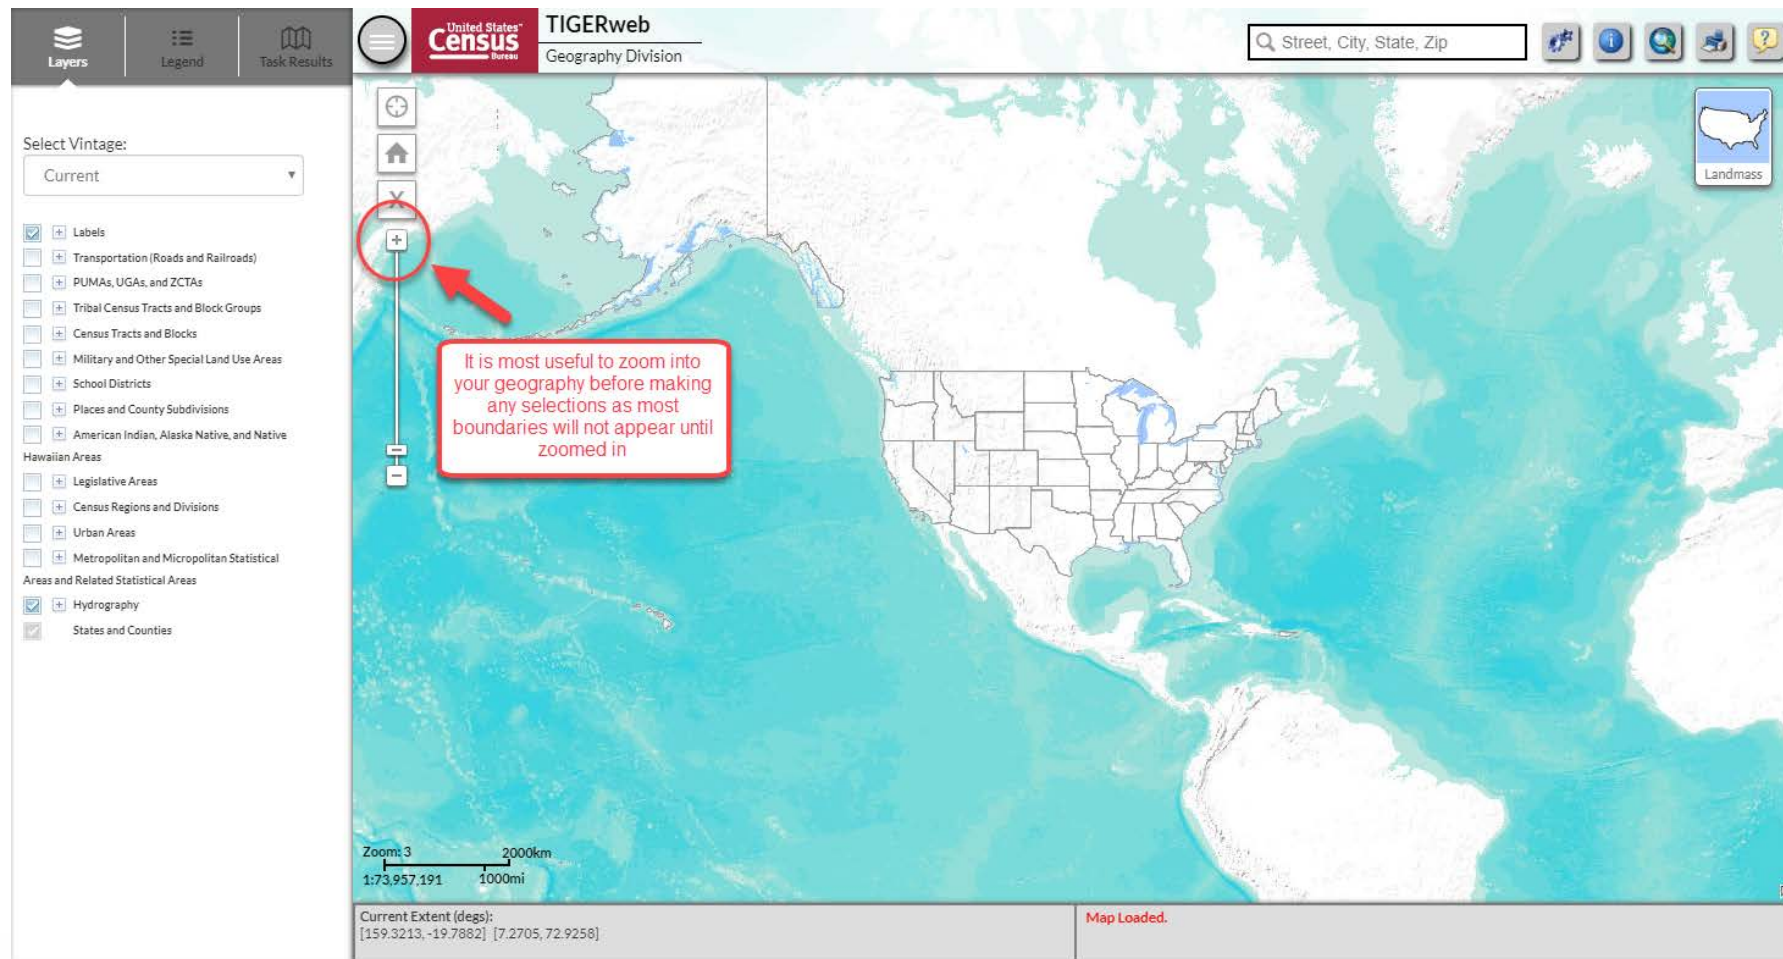 Layers
Legend
Task Results
United States™
Census
Bureau
TIGERweb
Geography Division
Street, City, State, Zip
Select Vintage:
Current
Labels
Transportation (Roads and Railroads)
PUMAs, UGAs, and ZCTAs
Tribal Census Tracts and Block Groups
Census Tracts and Blocks
Military and Other Special Land Use Areas
School Districts
Places and County Subdivisions
American Indian, Alaska Native, and Native
Hawaiian Areas
Legislative Areas
Census Regions and Divisions
Urban Areas
Metropolitan and Micropolitan Statistical
Areas and Related Statistical Areas
Hydrography
States and Counties
X
It is most useful to zoom into
your geography before making
any selections as most
boundaries will not appear until
zoomed in
Landmass
Zoom: 3 2000km
1:73,957,191 1000mi
Current Extent (degs):
[159.3213, -19.7882] [7.2705, 72.9258]
Map Loaded.